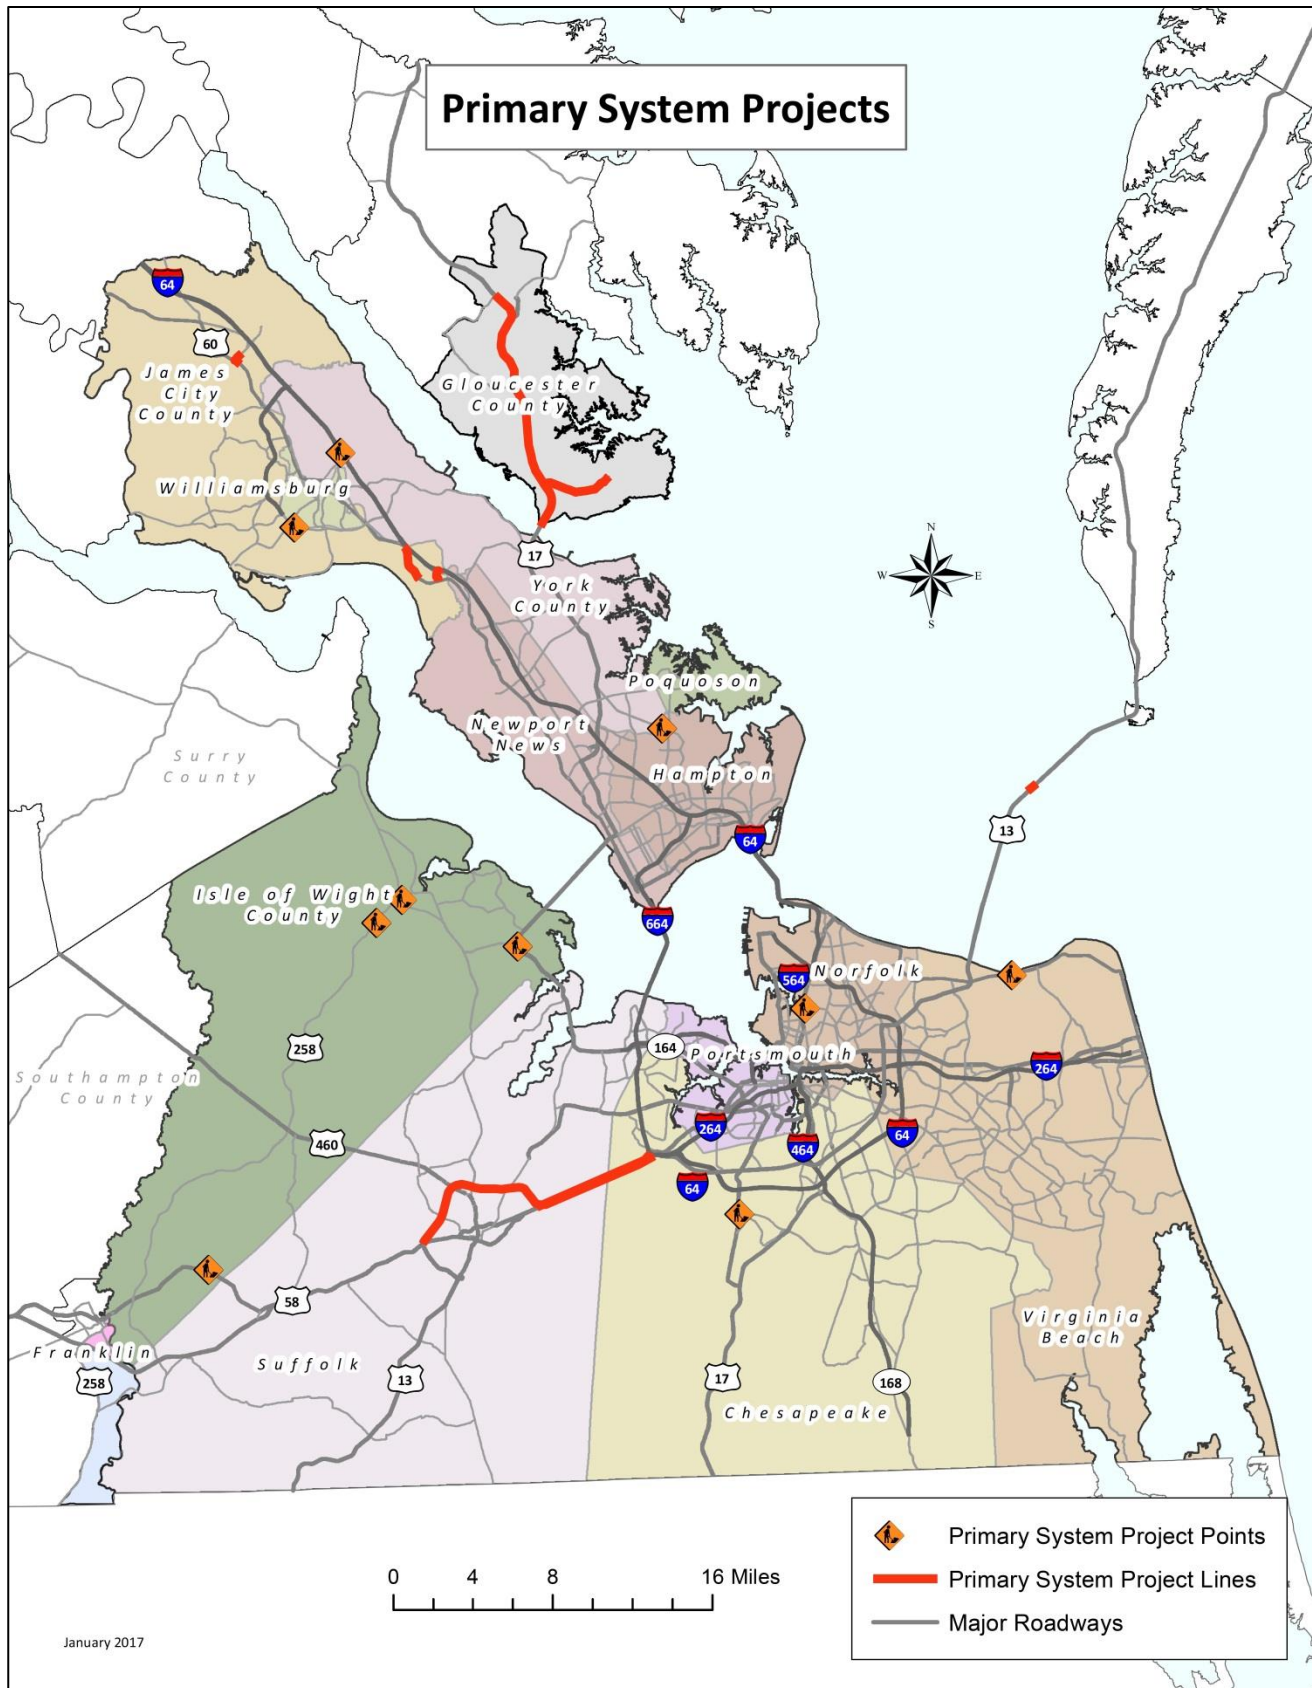 Primary System Projects
64
60
James
City
County
Gloucester
County
Williamsburg
17
York
County
N
W
E
S
Poquoson
Newport
News
Hampton
Surry
County
13
64
Isle of Wight
County
664
564
Norfolk
258
164
Portsmouth
264
Southampton
County
460
264
464
64
64
58
Virginia
Beach
Franklin
Suffolk
258
13
17
168
Chesapeake
Primary System Project Points
Primary System Project Lines
Major Roadways
0
4
8
16 Miles
January 2017